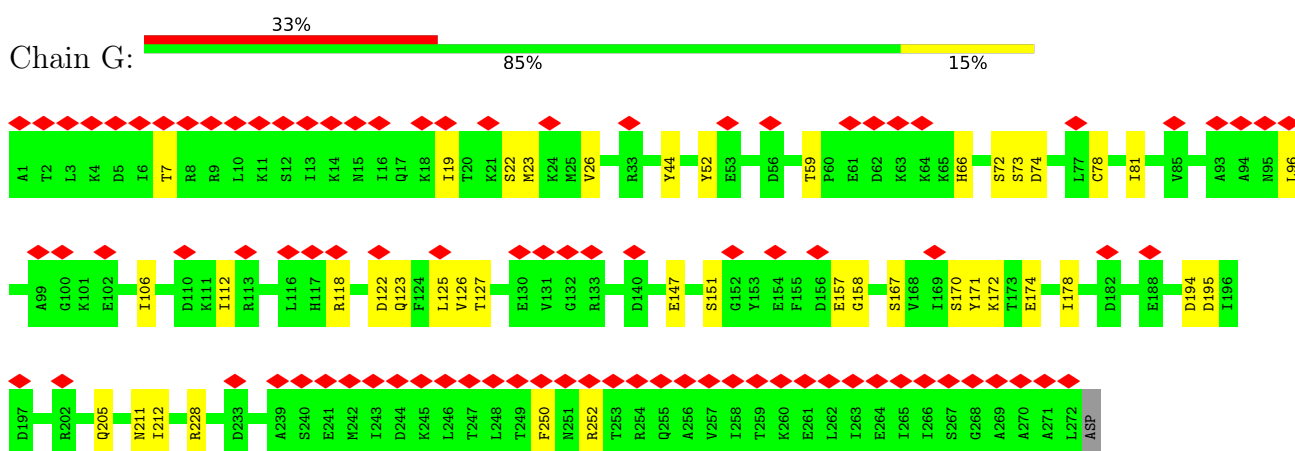 33%
Chain G:
85% 15%
A1 T2 L3 K4 D5 I6 T7 R8 R9 L10 K11 S12 I13 K14 N15 I16 Q17 K18 I19 T20 K21 S22 M23 K24 M25 V26 R33 Y44 Y52 E53 D56 T59 P60 E61 D62 K63 K64 K65 H66 S72 S73 D74 L77 C78 I81 V85 A93 A94 N95 L96
A99 G100 K101 E102 I106 D110 K111 I112 R113 L116 H117 R118 D122 Q123 F124 L125 V126 T127 E130 V131 G132 R133 D140 E147 S151 G152 Y153 E154 F155 D156 E157 G158 S167 V168 I169 S170 Y171 K172 T173 E174 I178 D182 E188 D194 D195 I196
D197 R202 Q205 N211 I212 R228 D233 A239 S240 E241 M242 I243 D244 K245 L246 T247 L248 T249 F250 N251 R252 T253 R254 Q255 A256 V257 I258 T259 K260 E261 L262 I263 E264 I265 I266 S267 G268 A269 A270 A271 L272 ASP